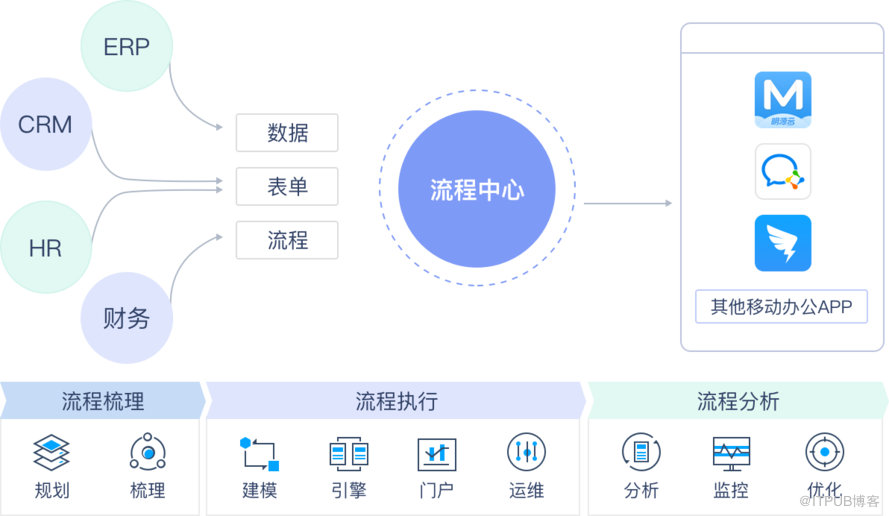 ERP
CRM
HR
财务
数据
表单
流程
流程中心
明源云
其他移动办公APP
流程梳理
流程执行
流程分析
规划
梳理
建模
引擎
门户
运维
分析
监控
优化
@ITPUB博客